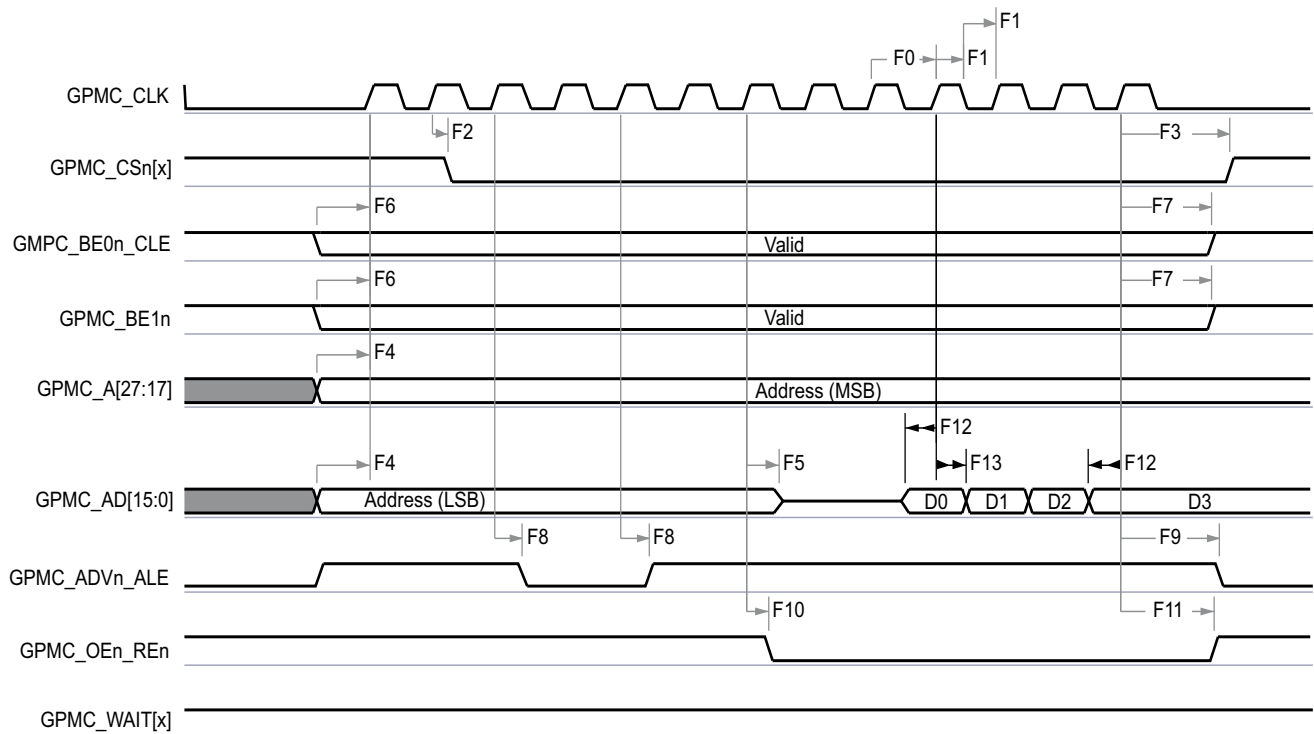 F1
F0 F1
GPMC_CLK
F2 F3
GPMC_CSn[x]
F6 F7
GMPC_BE0n_CLE Valid
F6 F7
GPMC_BE1n Valid
F4
GPMC_A[27:17] Address (MSB)
F12
F4 F5 F13 F12
GPMC_AD[15:0] Address (LSB) D0 D1 D2 D3
F8 F8 F9
GPMC_ADVn_ALE
F10 F11
GPMC_OEn_REn
GPMC_WAIT[x]